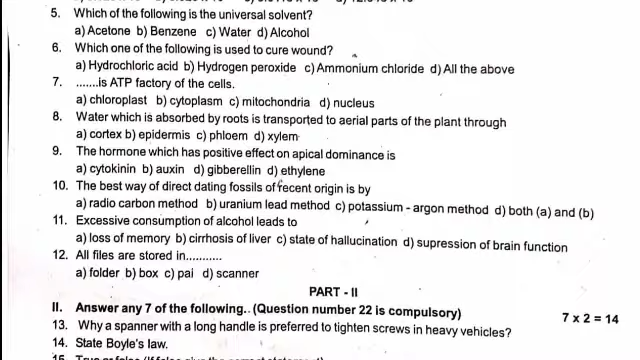 5. Which of the following is the universal solvent?
a) Acetone b) Benzene c) Water d) Alcohol
6. Which one of the following is used to cure wound?
a) Hydrochloric acid b) Hydrogen peroxide c) Ammonium chloride d) All the above
7. .......is ATP factory of the cells.
a) chloroplast b) cytoplasm c) mitochondria d) nucleus
8. Water which is absorbed by roots is transported to aerial parts of the plant through
a) cortex b) epidermis c) phloem d) xylem
9. The hormone which has positive effect on apical dominance is
a) cytokinin b) auxin d) gibberellin d) ethylene
10. The best way of direct dating fossils of recent origin is by
a) radio carbon method b) uranium lead method c) potassium - argon method d) both (a) and (b)
11. Excessive consumption of alcohol leads to
a) loss of memory b) cirrhosis of liver c) state of hallucination d) supression of brain function
12. All files are stored in...........
a) folder b) box c) pai d) scanner
PART - II
II. Answer any 7 of the following.. (Question number 22 is compulsory) 7 x 2 = 14
13. Why a spanner with a long handle is preferred to tighten screws in heavy vehicles?
14. State Boyle's law.